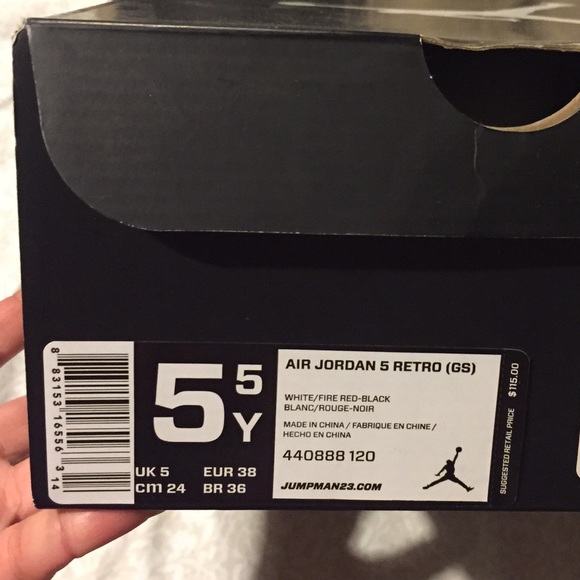 8 83153 16556 3 14
5 5 Y
UK 5 EUR 38
cm 24 BR 36
AIR JORDAN 5 RETRO (GS)
WHITE/FIRE RED-BLACK
BLANC/ROUGE-NOIR
MADE IN CHINA / FABRIQUE EN CHINE /
HECHO EN CHINA
440888 120
JUMPMAN23.COM
SUGGESTED RETAIL PRICE $115.00